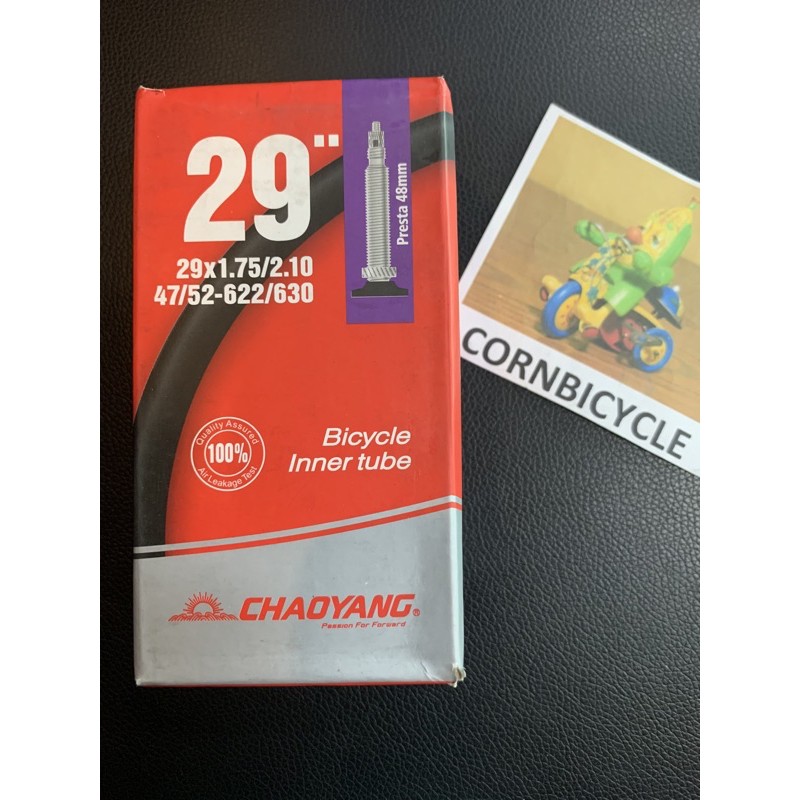 29"
29x1.75/2.10
47/52-622/630
Presta 48mm
Quality Assured
100%
Air Leakage Test
Bicycle
Inner tube
CHAOYANG®
Passion For Forward
CORNBICYCLE